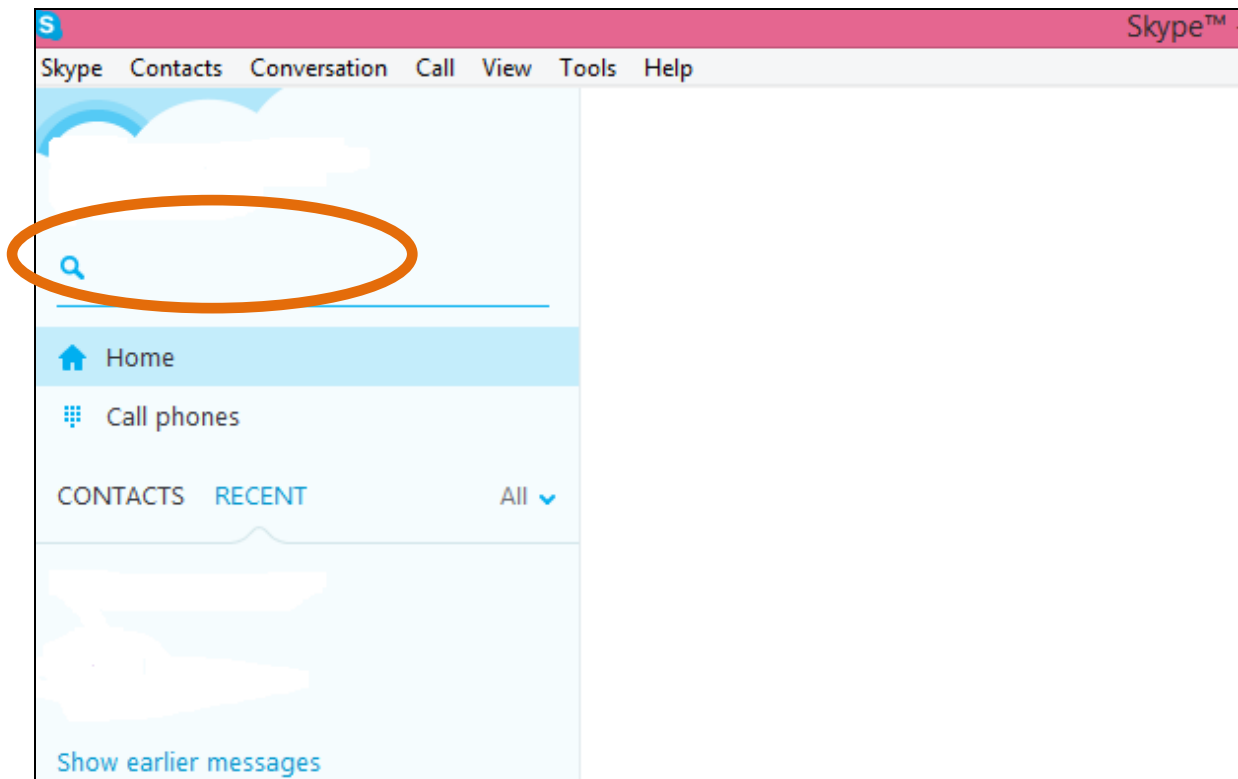 S
Skype™
Skype Contacts Conversation Call View Tools Help
Home
Call phones
CONTACTS RECENT All
Show earlier messages